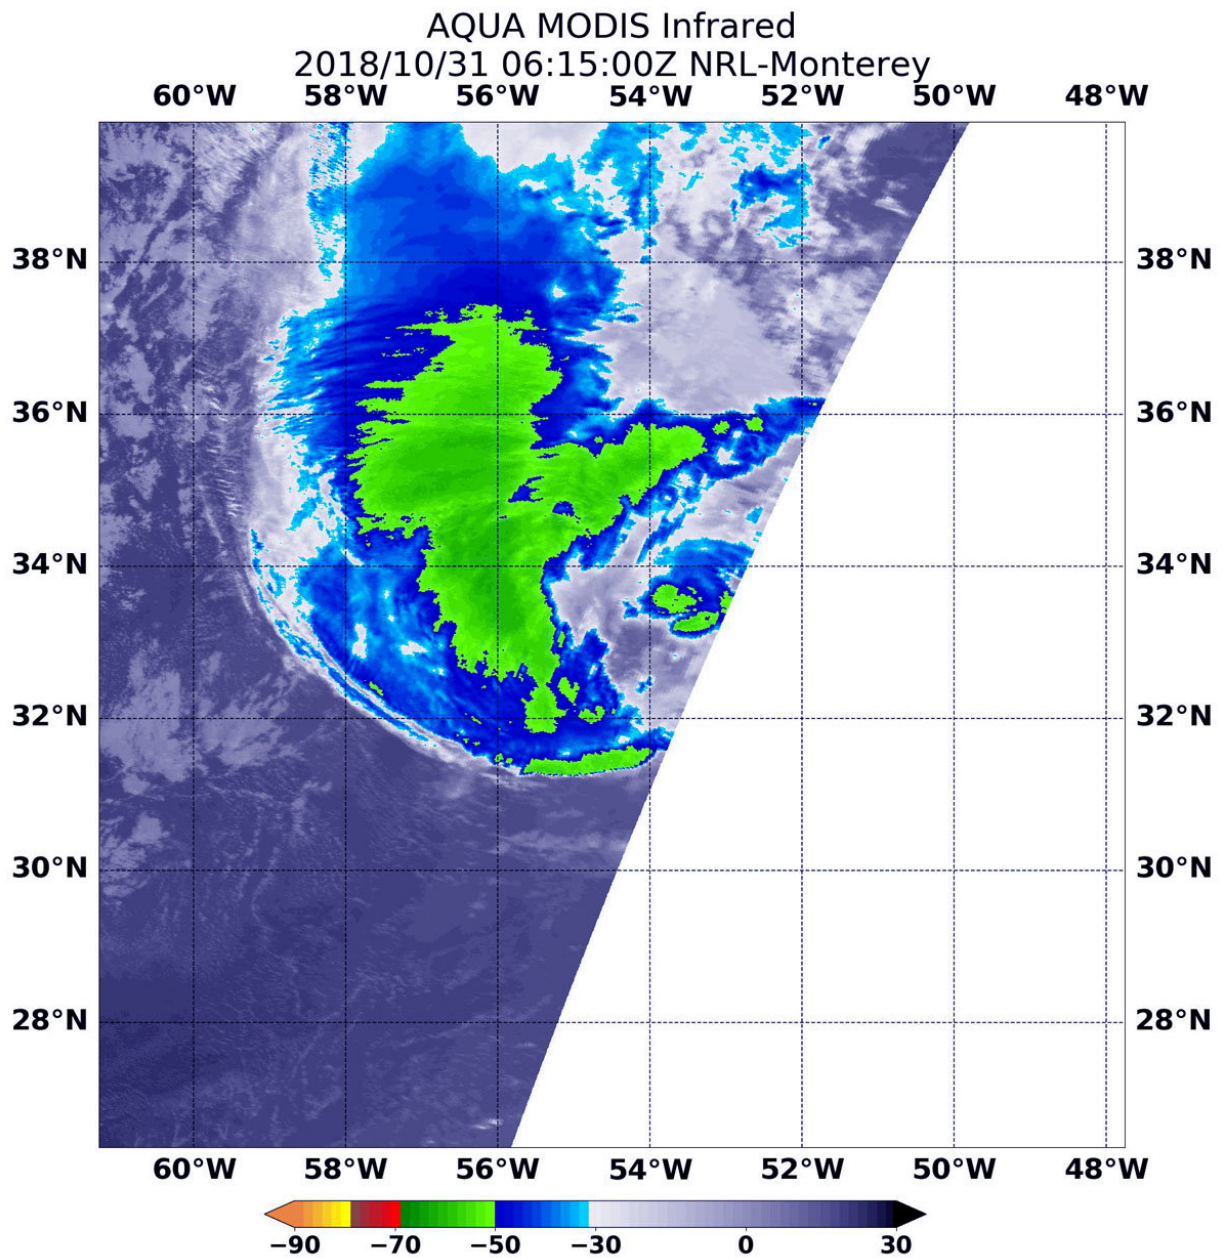 AQUA MODIS Infrared
2018/10/31 06:15:00Z NRL-Monterey
60°W 58°W 56°W 54°W 52°W 50°W 48°W
38°N 38°N
36°N 36°N
34°N 34°N
32°N 32°N
30°N 30°N
28°N 28°N
60°W 58°W 56°W 54°W 52°W 50°W 48°W
−90 −70 −50 −30 0 30